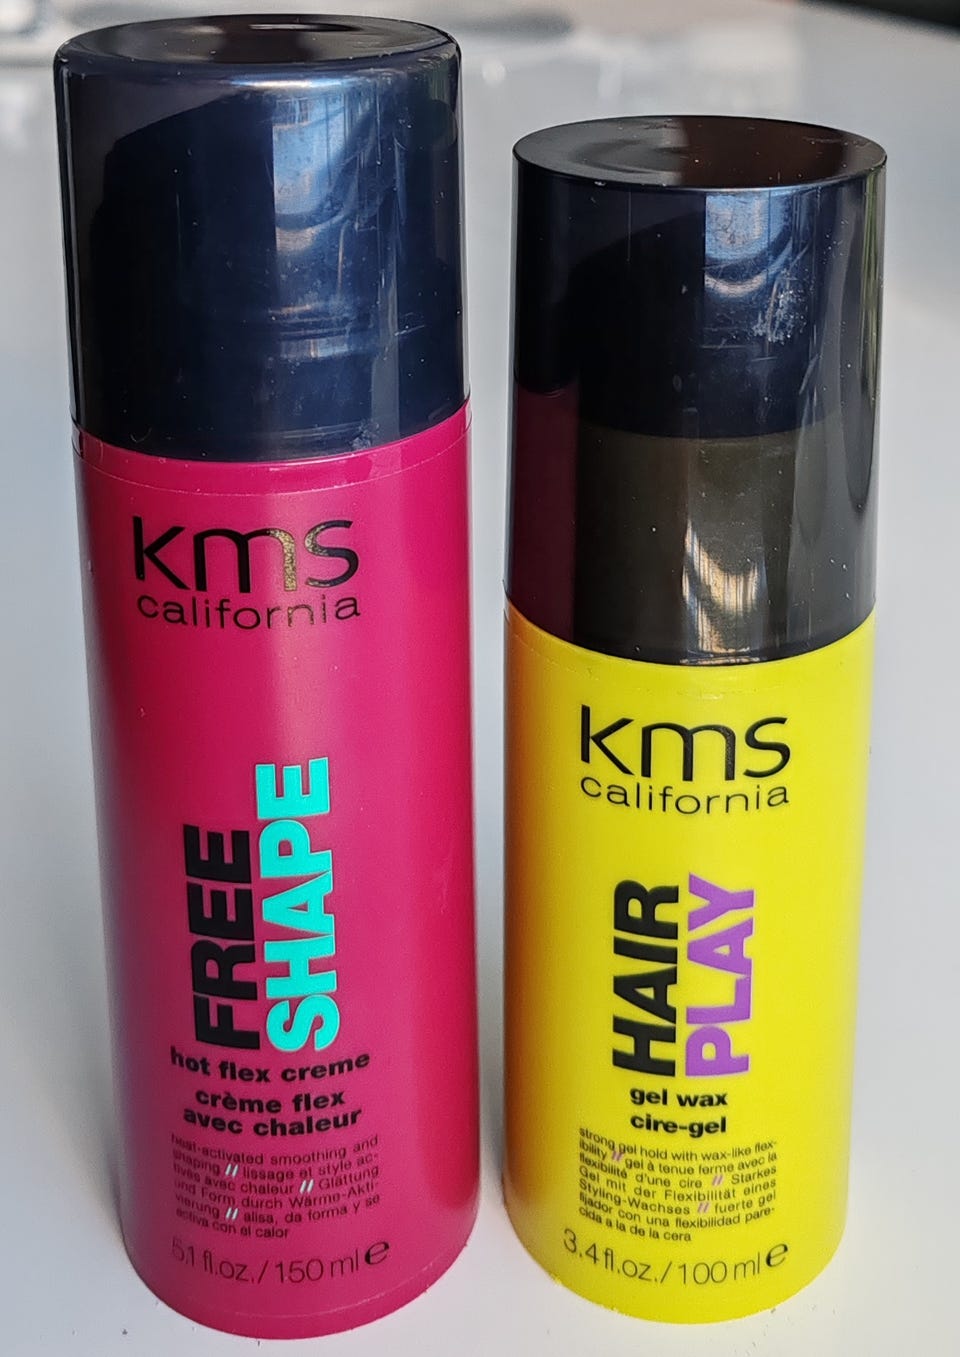 kms
california
FREE
SHAPE
hot flex creme
crème flex
avec chaleur
heat-activated smoothing and
shaping // lissage et style ac-
tives avec chaleur // Glättung
und Form durch Wärme-Akti-
vierung // alisa, da forma y se
activa con el calor
5.1 fl.oz./150 ml e
kms
california
HAIR
PLAY
gel wax
cire-gel
strong gel hold with wax-like flex-
ibility // gel à tenue ferme avec la
flexibilité d'une cire // Starkes
Gel mit der Flexibilität eines
Styling-Wachses // fuerte gel
fijador con una flexibilidad pare-
cida a la de la cera
3.4 fl.oz./100 ml e